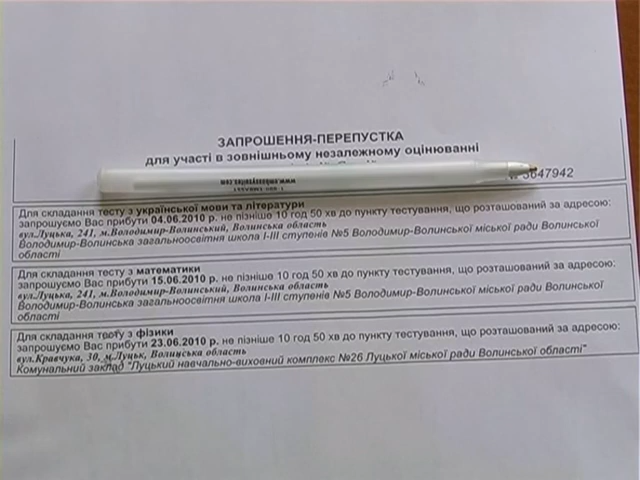 ЗАПРОШЕННЯ-ПЕРЕПУСТКА
для участі в зовнішньому незалежному оцінюванні
3647942
www.embassysuites.com
1-800-EMBASSY
Для складання тесту з української мови та літератури
запрошуємо Вас прибути 04.06.2010 р. не пізніше 10 год 50 хв до пункту тестування, що розташований за адресою:
вул.Луцька, 241, м.Володимир-Волинський, Волинська область
Володимир-Волинська загальноосвітня школа І-ІІІ ступенів №5 Володимир-Волинської міської ради Волинської
області
Для складання тесту з математики
запрошуємо Вас прибути 15.06.2010 р. не пізніше 10 год 50 хв до пункту тестування, що розташований за адресою:
вул.Луцька, 241, м.Володимир-Волинський, Волинська область
Володимир-Волинська загальноосвітня школа І-ІІІ ступенів №5 Володимир-Волинської міської ради Волинської
області
Для складання тесту з фізики
запрошуємо Вас прибути 23.06.2010 р. не пізніше 10 год 50 хв до пункту тестування, що розташований за адресою:
вул.Кравчука, 30, м.Луцьк, Волинська область
Комунальний заклад "Луцький навчально-виховний комплекс №26 Луцької міської ради Волинської області"